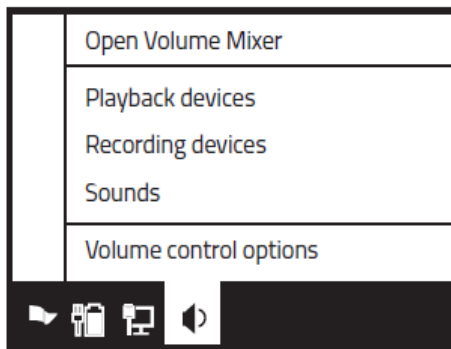 Open Volume Mixer
Playback devices
Recording devices
Sounds
Volume control options